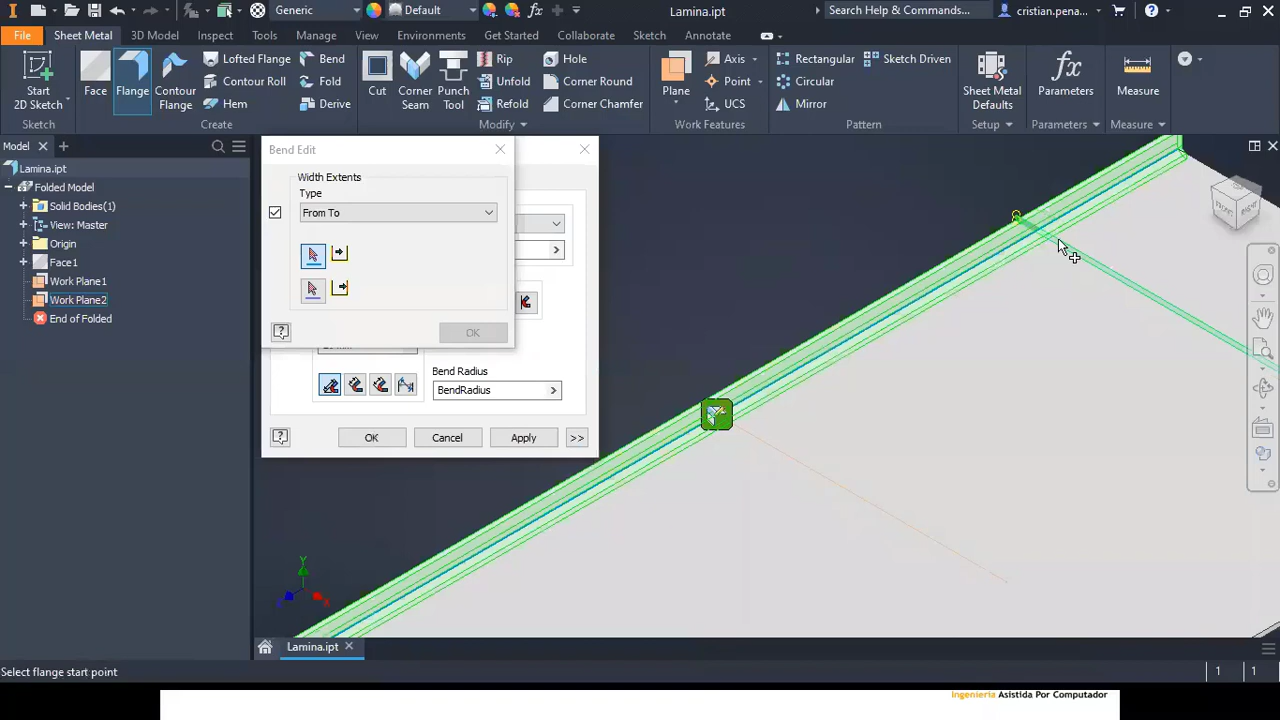 Generic
Default
Lamina.ipt
Search Help & Commands...
cristian.pena...
File
Sheet Metal
3D Model
Inspect
Tools
Manage
View
Environments
Get Started
Collaborate
Sketch
Annotate
Start
2D Sketch
Face
Flange
Contour
Flange
Lofted Flange
Contour Roll
Hem
Bend
Fold
Derive
Cut
Corner
Seam
Punch
Tool
Rip
Unfold
Refold
Hole
Corner Round
Corner Chamfer
Plane
Axis
Point
UCS
Rectangular
Circular
Mirror
Sketch Driven
Sheet Metal
Defaults
Parameters
Measure
Sketch
Create
Modify
Work Features
Pattern
Setup
Parameters
Measure
Model
Lamina.ipt
Folded Model
Solid Bodies(1)
View: Master
Origin
Face1
Work Plane1
Work Plane2
End of Folded
Bend Edit
Width Extents
Type
From To
OK
Bend Radius
BendRadius
OK
Cancel
Apply
>>
FRONT
RIGHT
Y
Lamina.ipt
Select flange start point
1
1
Ingeniería Asistida Por Computador